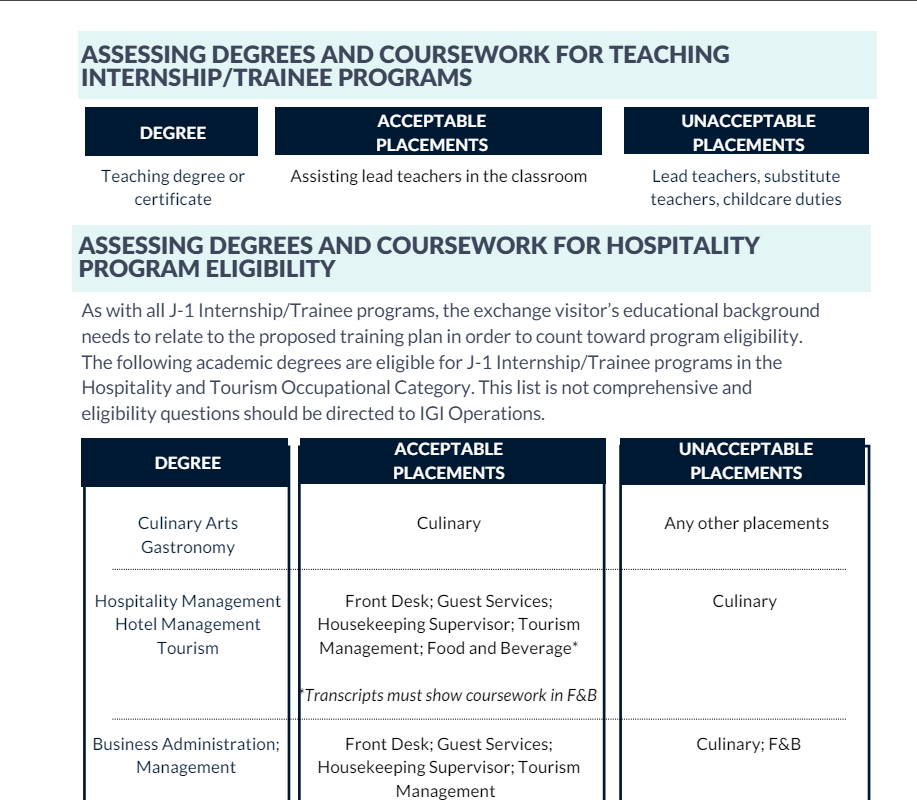 ASSESSING DEGREES AND COURSEWORK FOR TEACHING
INTERNSHIP/TRAINEE PROGRAMS
DEGREE
ACCEPTABLE
PLACEMENTS
UNACCEPTABLE
PLACEMENTS
Teaching degree or
certificate
Assisting lead teachers in the classroom
Lead teachers, substitute
teachers, childcare duties
ASSESSING DEGREES AND COURSEWORK FOR HOSPITALITY
PROGRAM ELIGIBILITY
As with all J-1 Internship/Trainee programs, the exchange visitor's educational background
needs to relate to the proposed training plan in order to count toward program eligibility.
The following academic degrees are eligible for J-1 Internship/Trainee programs in the
Hospitality and Tourism Occupational Category. This list is not comprehensive and
eligibility questions should be directed to IGI Operations.
DEGREE
ACCEPTABLE
PLACEMENTS
UNACCEPTABLE
PLACEMENTS
Culinary Arts
Gastronomy
Culinary
Any other placements
Hospitality Management
Hotel Management
Tourism
Front Desk; Guest Services;
Housekeeping Supervisor; Tourism
Management; Food and Beverage*
*Transcripts must show coursework in F&B
Culinary
Business Administration;
Management
Front Desk; Guest Services;
Housekeeping Supervisor; Tourism
Management
Culinary; F&B